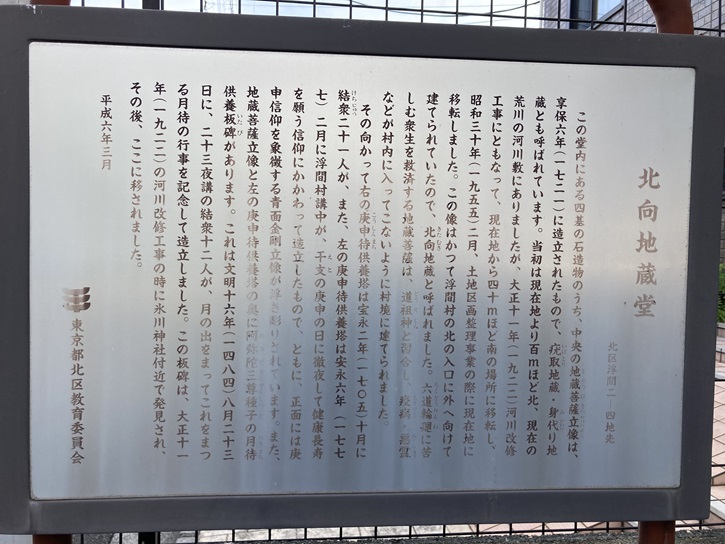 北向地蔵堂
北区浮間二ー四地先
この堂内にある四基の石造物のうち、中央の地蔵菩薩立像は、
享保六年(一七二一)に造立されたもので、疣取地蔵・身代り地
蔵とも呼ばれています。当初は現在地より百mほど北、現在の
荒川の河川敷にありましたが、大正十一年(一九二二)河川改修
工事にともなって、現在地から四十mほど南の場所に移転し、
昭和三十年(一九五五)二月、土地区画整理事業の際に現在地に
移転しました。この像はかつて浮間村の北の入口に外へ向けて
建てられていたので、北向地蔵と呼ばれました。六道輪廻に苦
しむ衆生を救済する地蔵菩薩は、道祖神と習合し、疫病・悪霊
などが村内に入ってこないように村境に建てられました。
その向かって右の庚申待供養塔は宝永二年(一七〇五)十月に
結衆二十一人が、また、左の庚申待供養塔は安永六年(一七七
七)二月に浮間村講中が、干支の庚申の日に徹夜して健康長寿
を願う信仰にかかわって造立したもので、ともに、正面には庚
申信仰を象徴する青面金剛立像が浮き彫りされています。また、
地蔵菩薩立像と左の庚申待供養塔の奥に阿弥陀三尊種子の月待
供養板碑があります。これは文明十六年(一四八四)八月二十三
日に、二十三夜講の結衆十二人が、月の出をまってこれをまつ
る月待の行事を記念して造立しました。この板碑は、大正十一
年(一九二二)の河川改修工事の時に氷川神社付近で発見され、
その後、ここに移されました。
平成六年三月
東京都北区教育委員会